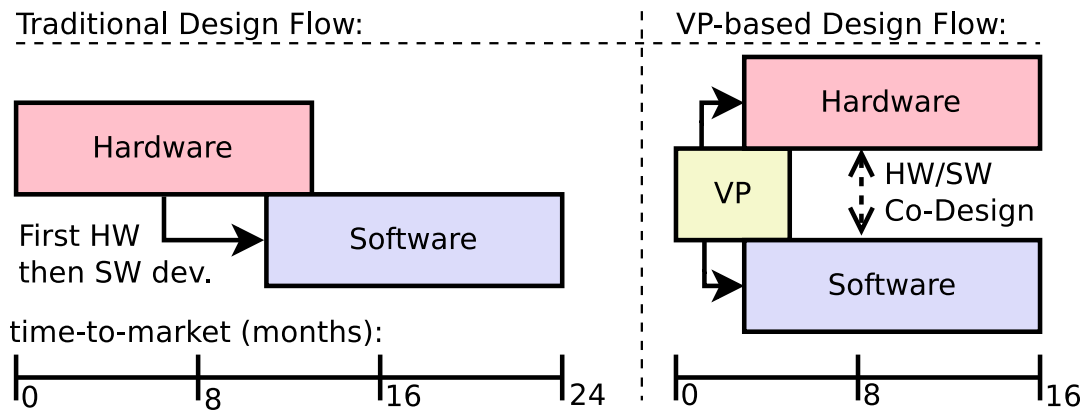 Traditional Design Flow:
Hardware
First HW
then SW dev.
Software
time-to-market (months):
0
8
16
24
VP-based Design Flow:
Hardware
VP
HW/SW
Co-Design
Software
0
8
16